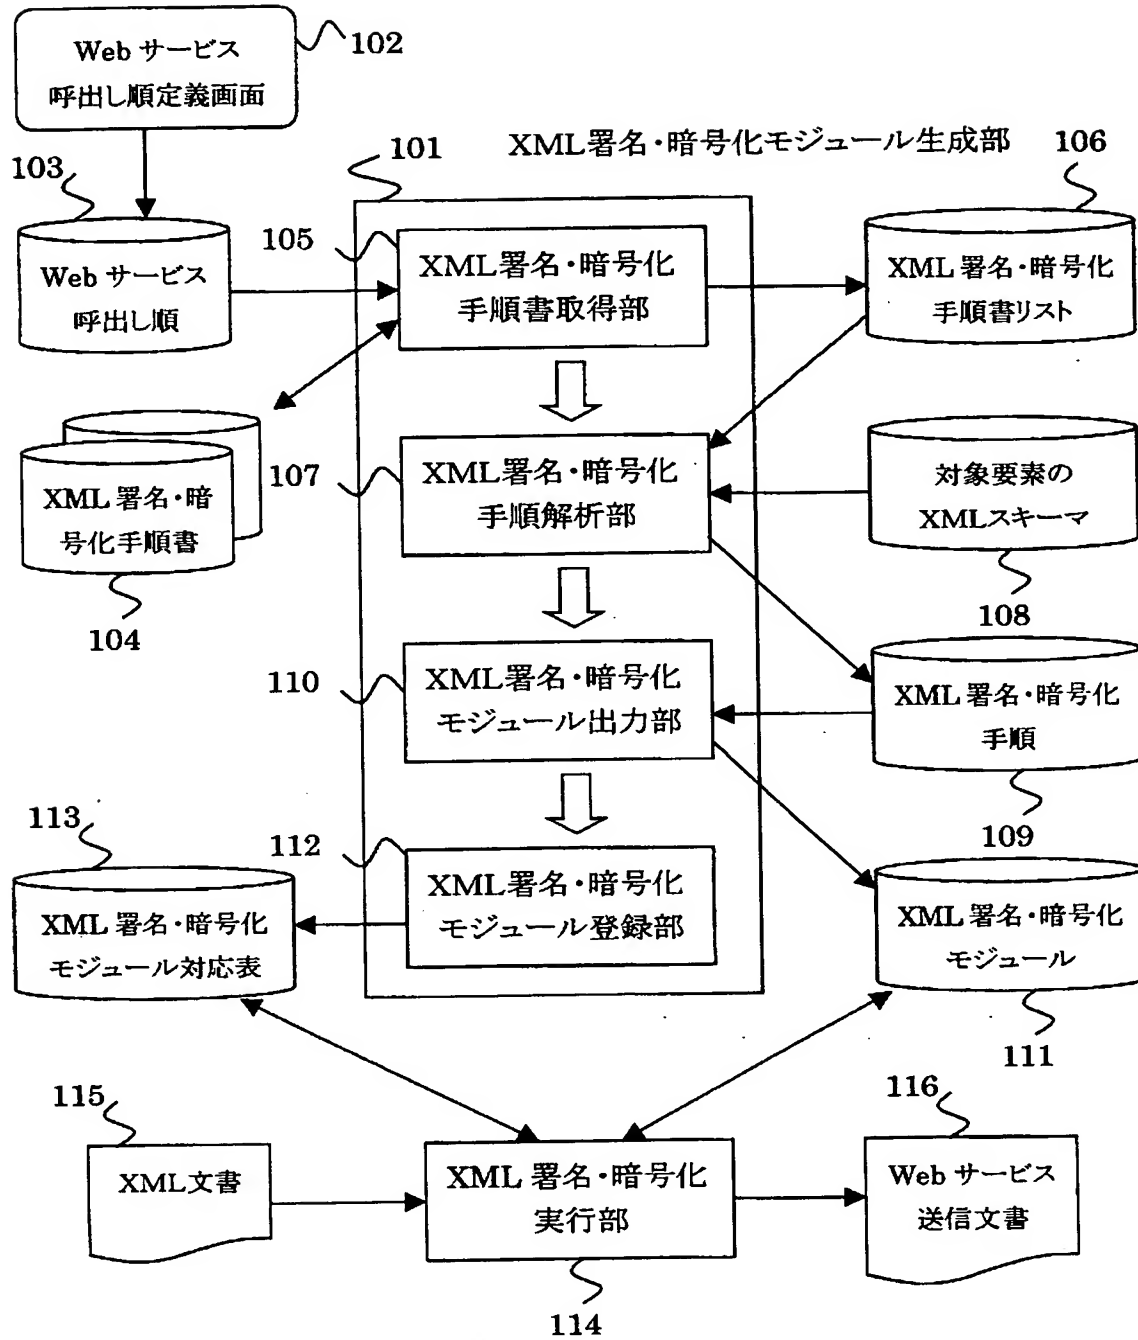 Web サービス
呼出し順定義画面
102
103
101
XML署名・暗号化モジュール生成部
106
Web サービス
呼出し順
105
XML署名・暗号化
手順書取得部
XML 署名・暗号化
手順書リスト
XML 署名・暗
号化手順書
104
107
XML署名・暗号化
手順解析部
対象要素の
XMLスキーマ
108
110
XML署名・暗号化
モジュール出力部
XML 署名・暗号化
手順
109
113
112
XML 署名・暗号化
モジュール対応表
XML署名・暗号化
モジュール登録部
XML 署名・暗号化
モジュール
111
115
116
XML文書
XML 署名・暗号化
実行部
Web サービス
送信文書
114